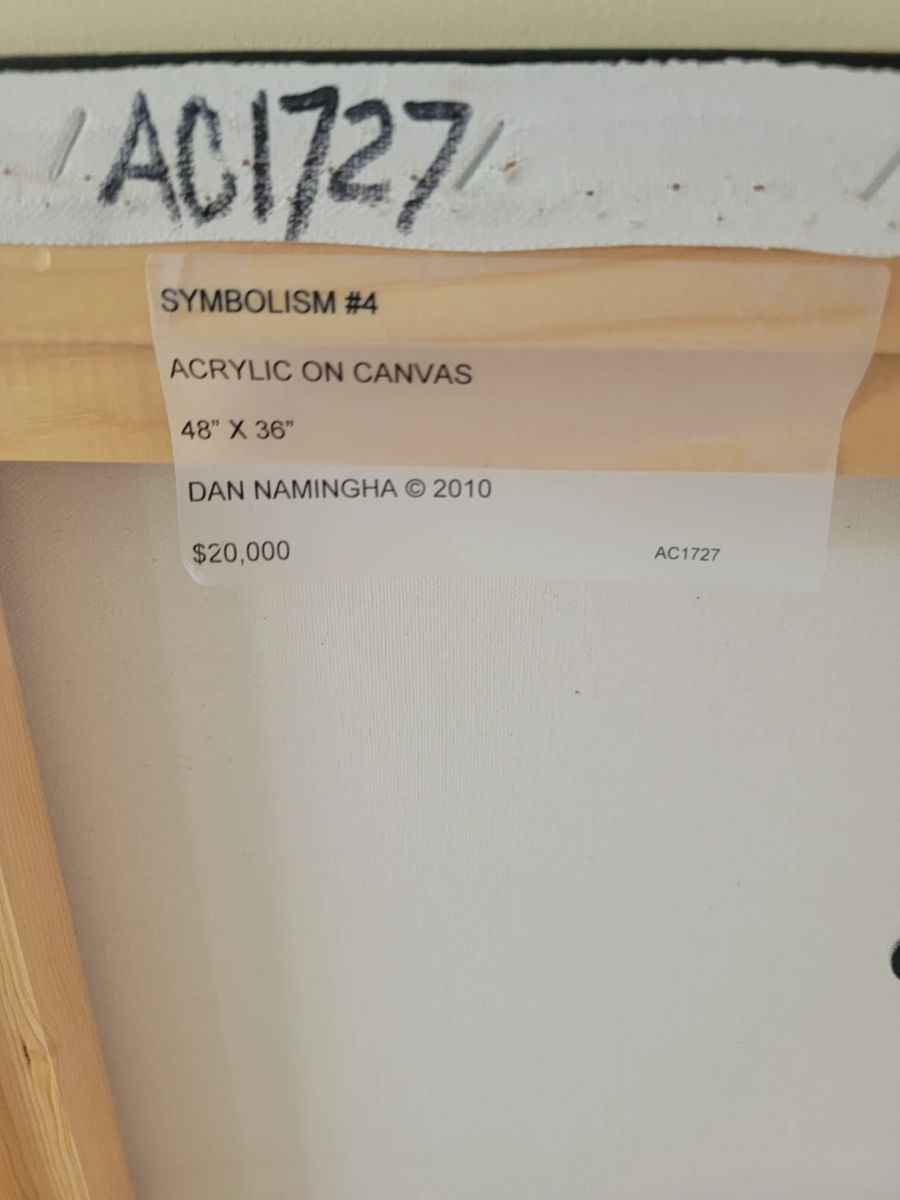 AC1727
SYMBOLISM #4
ACRYLIC ON CANVAS
48” X 36”
DAN NAMINGHA © 2010
$20,000 AC1727